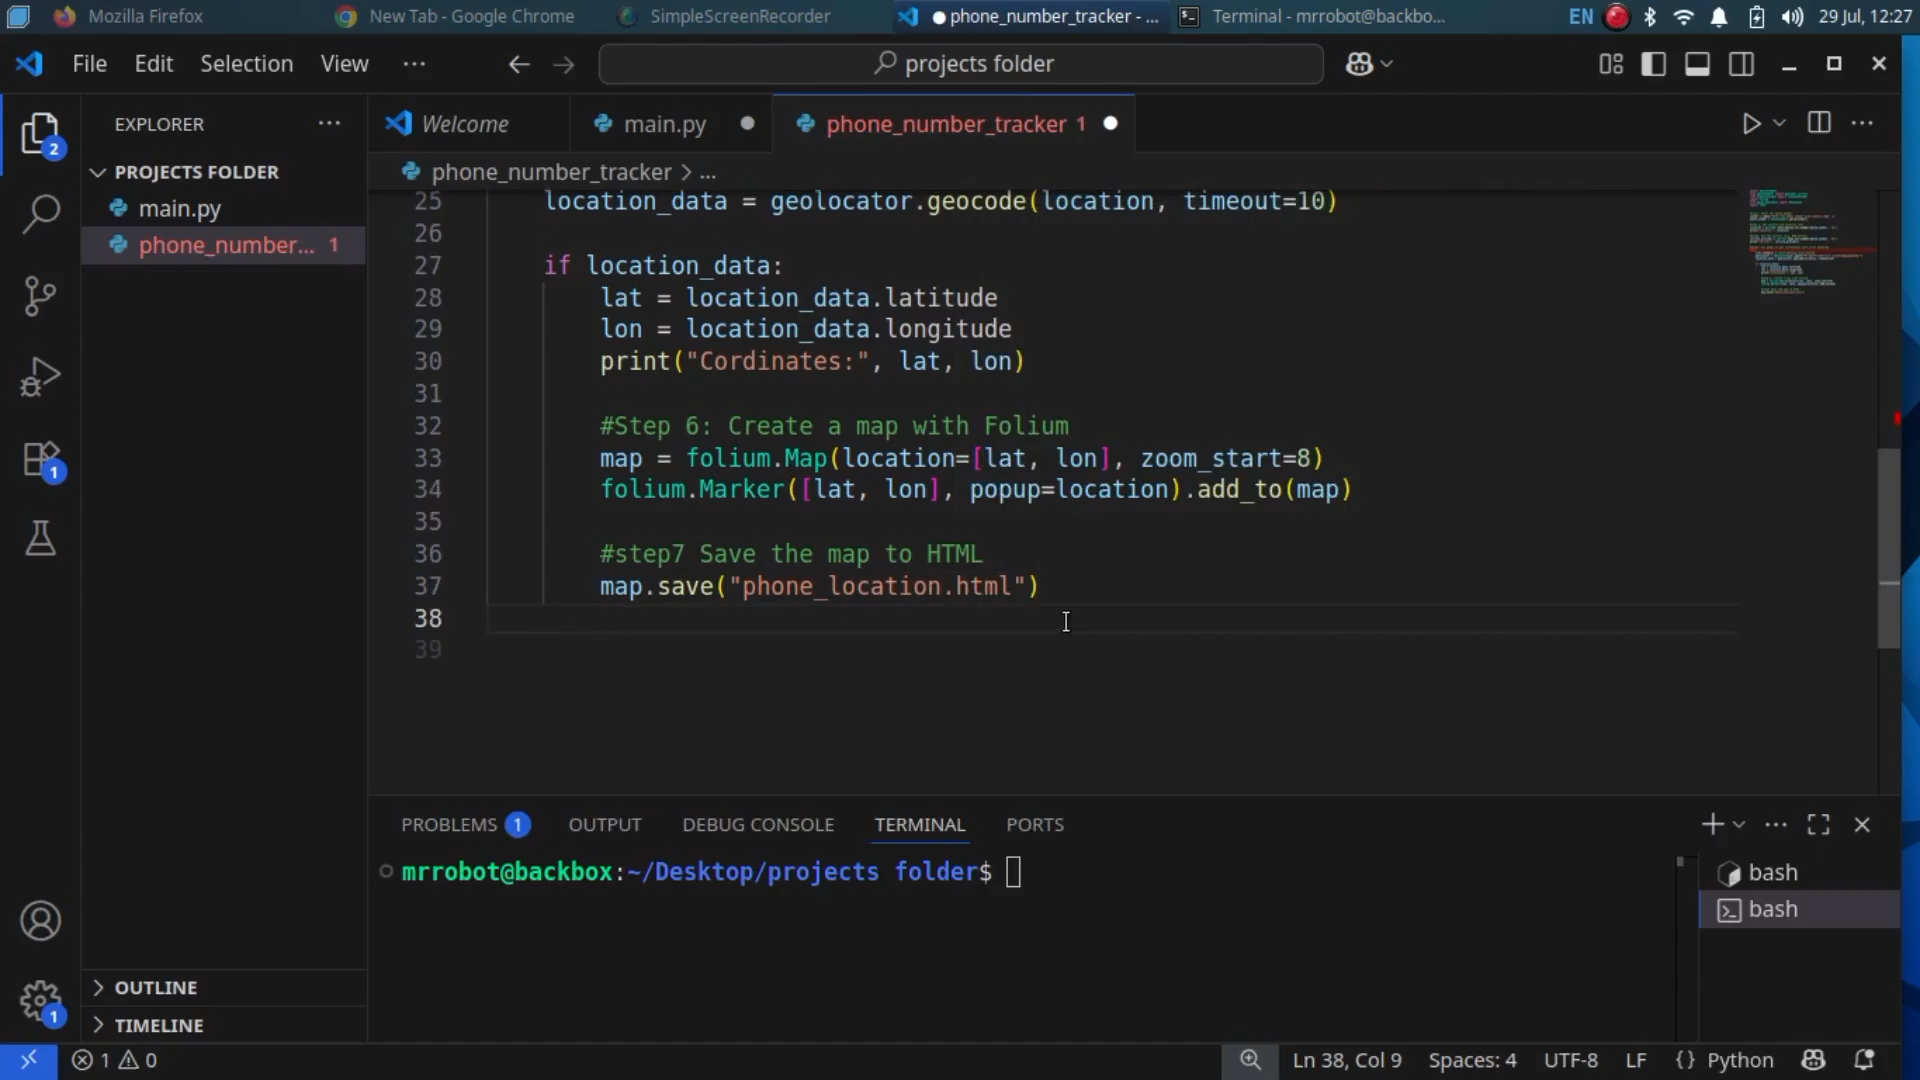 Mozilla Firefox
New Tab - Google Chrome
SimpleScreenRecorder
phone_number_tracker - ...
Terminal - mrrobot@backbo...
EN
29 Jul, 12:27
File Edit Selection View ...
projects folder
EXPLORER
Welcome
main.py
phone_number_tracker 1
PROJECTS FOLDER
main.py
phone_number... 1
phone_number_tracker > ...
25 location_data = geolocator.geocode(location, timeout=10)
26
27 if location_data:
28 lat = location_data.latitude
29 lon = location_data.longitude
30 print("Cordinates:", lat, lon)
31
32 #Step 6: Create a map with Folium
33 map = folium.Map(location=[lat, lon], zoom_start=8)
34 folium.Marker([lat, lon], popup=location).add_to(map)
35
36 #step7 Save the map to HTML
37 map.save("phone_location.html")
38
39
2
1
1
PROBLEMS 1 OUTPUT DEBUG CONSOLE TERMINAL PORTS
mrrobot@backbox:~/Desktop/projects folder$
bash
bash
OUTLINE
TIMELINE
1 0
Ln 38, Col 9 Spaces: 4 UTF-8 LF {} Python